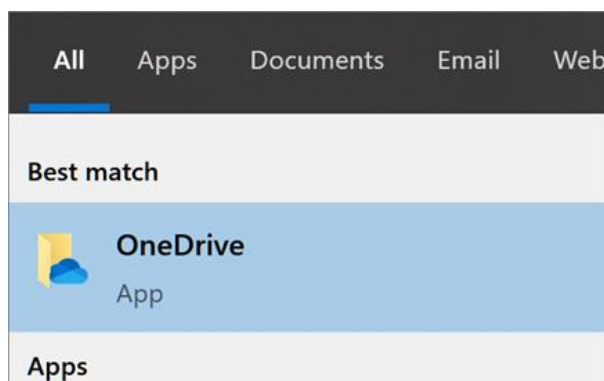 All Apps Documents Email Web
Best match
OneDrive
App
Apps